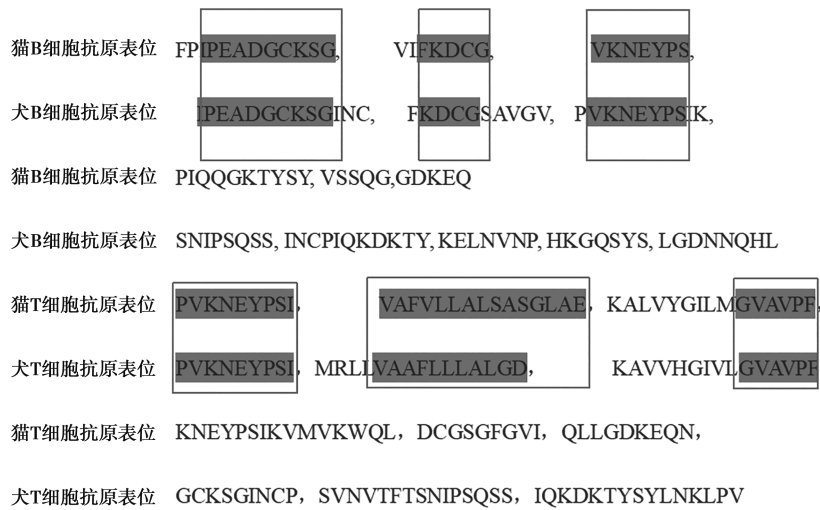 猫B细胞抗原表位 FPIPEADGCKSG, VIFKDCG, VKNEYPS,
犬B细胞抗原表位 IPEADGCKSGINC, FKDCGSAVGV, PVKNEYPSIK,
猫B细胞抗原表位 PIQQGKTYSY, VSSQG,GDKEQ
犬B细胞抗原表位 SNIPSQSS, INCPIQKDKTY, KELNVNP, HKGQSYS, LGDNNQHL
猫T细胞抗原表位 PVKNEYPSI, VAFVLLALSASGLAE, KALVYGILMGVAVPF,
犬T细胞抗原表位 PVKNEYPSI, MRLLVAAFLLLALGD, KAVVHGIVLGVAVPF
猫T细胞抗原表位 KNEYPSIKVMVKWQL, DCGSGFGVI, QLLGDKEQN,
犬T细胞抗原表位 GCKSGINCP, SVNVTFTSNIPSQSS, IQKDKTYSYLNKLPV